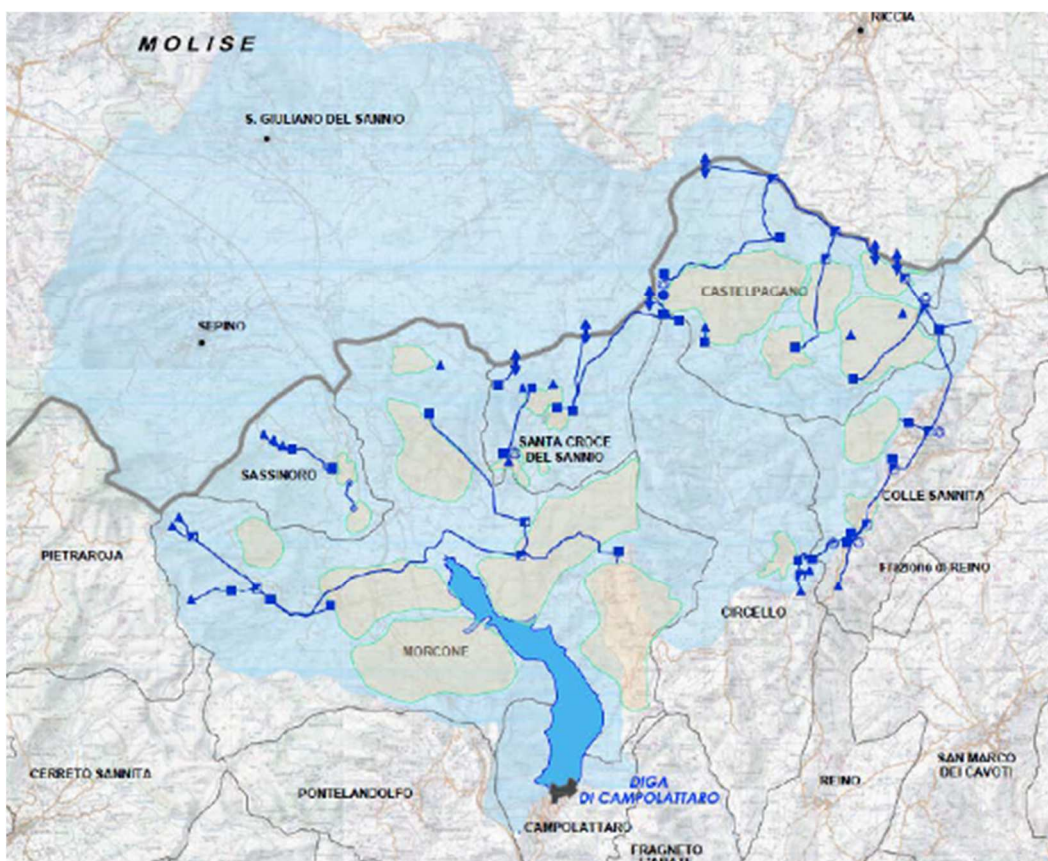 RICCIA
MOLISE
S. GIULIANO DEL SANNIO
CASTELPAGANO
SEPINO
SANTA CROCE
DEL SANNIO
SASSINORO
COLLE SANNITA
PIETRAROJA
Frazione di REINO
CIRCELLO
MORCONE
SAN MARCO
DEI CAVOTI
CERRETO SANNITA
REINO
DIGA
DI CAMPOLATTARO
PONTELANDOLFO
CAMPOLATTARO
FRAGNETO